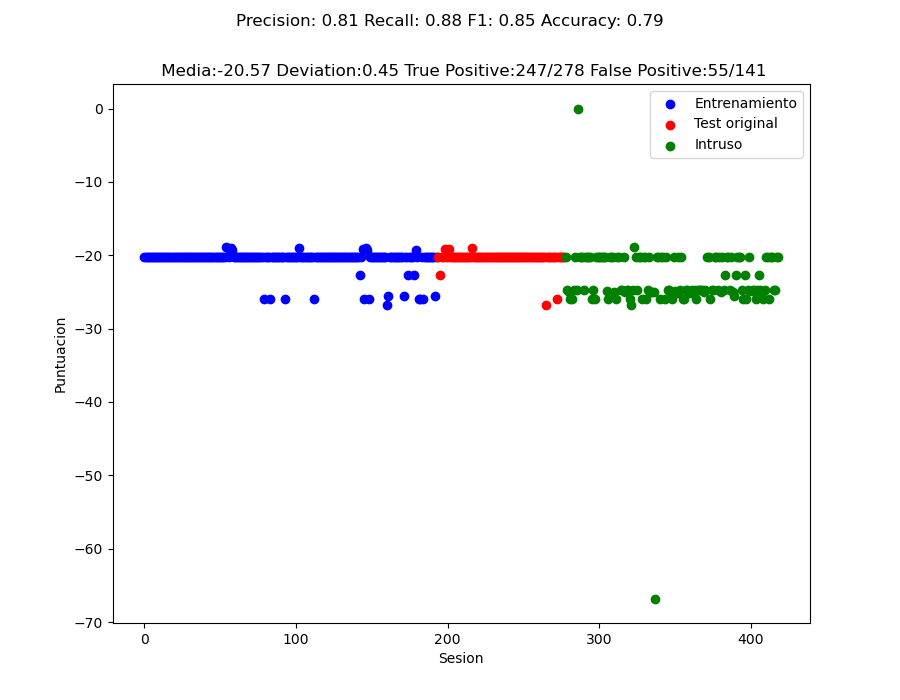 Precision: 0.81 Recall: 0.88 F1: 0.85 Accuracy: 0.79
Media:-20.57 Deviation:0.45 True Positive:247/278 False Positive:55/141
Entrenamiento
Test original
Intruso
0
−10
−20
−30
−40
−50
−60
−70
Puntuacion
0
100
200
300
400
Sesion